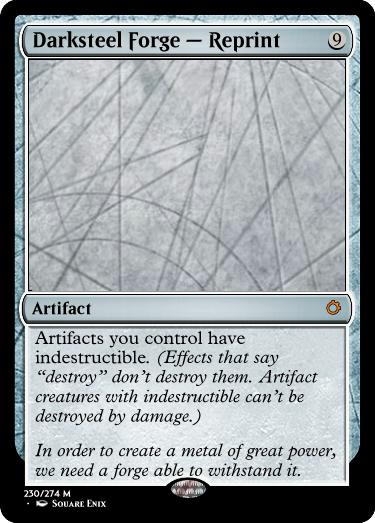 Darksteel Forge — Reprint 9
Artifact
Artifacts you control have
indestructible. (Effects that say
“destroy” don’t destroy them. Artifact
creatures with indestructible can’t be
destroyed by damage.)
In order to create a metal of great power,
we need a forge able to withstand it.
230/274 M
· Square Enix